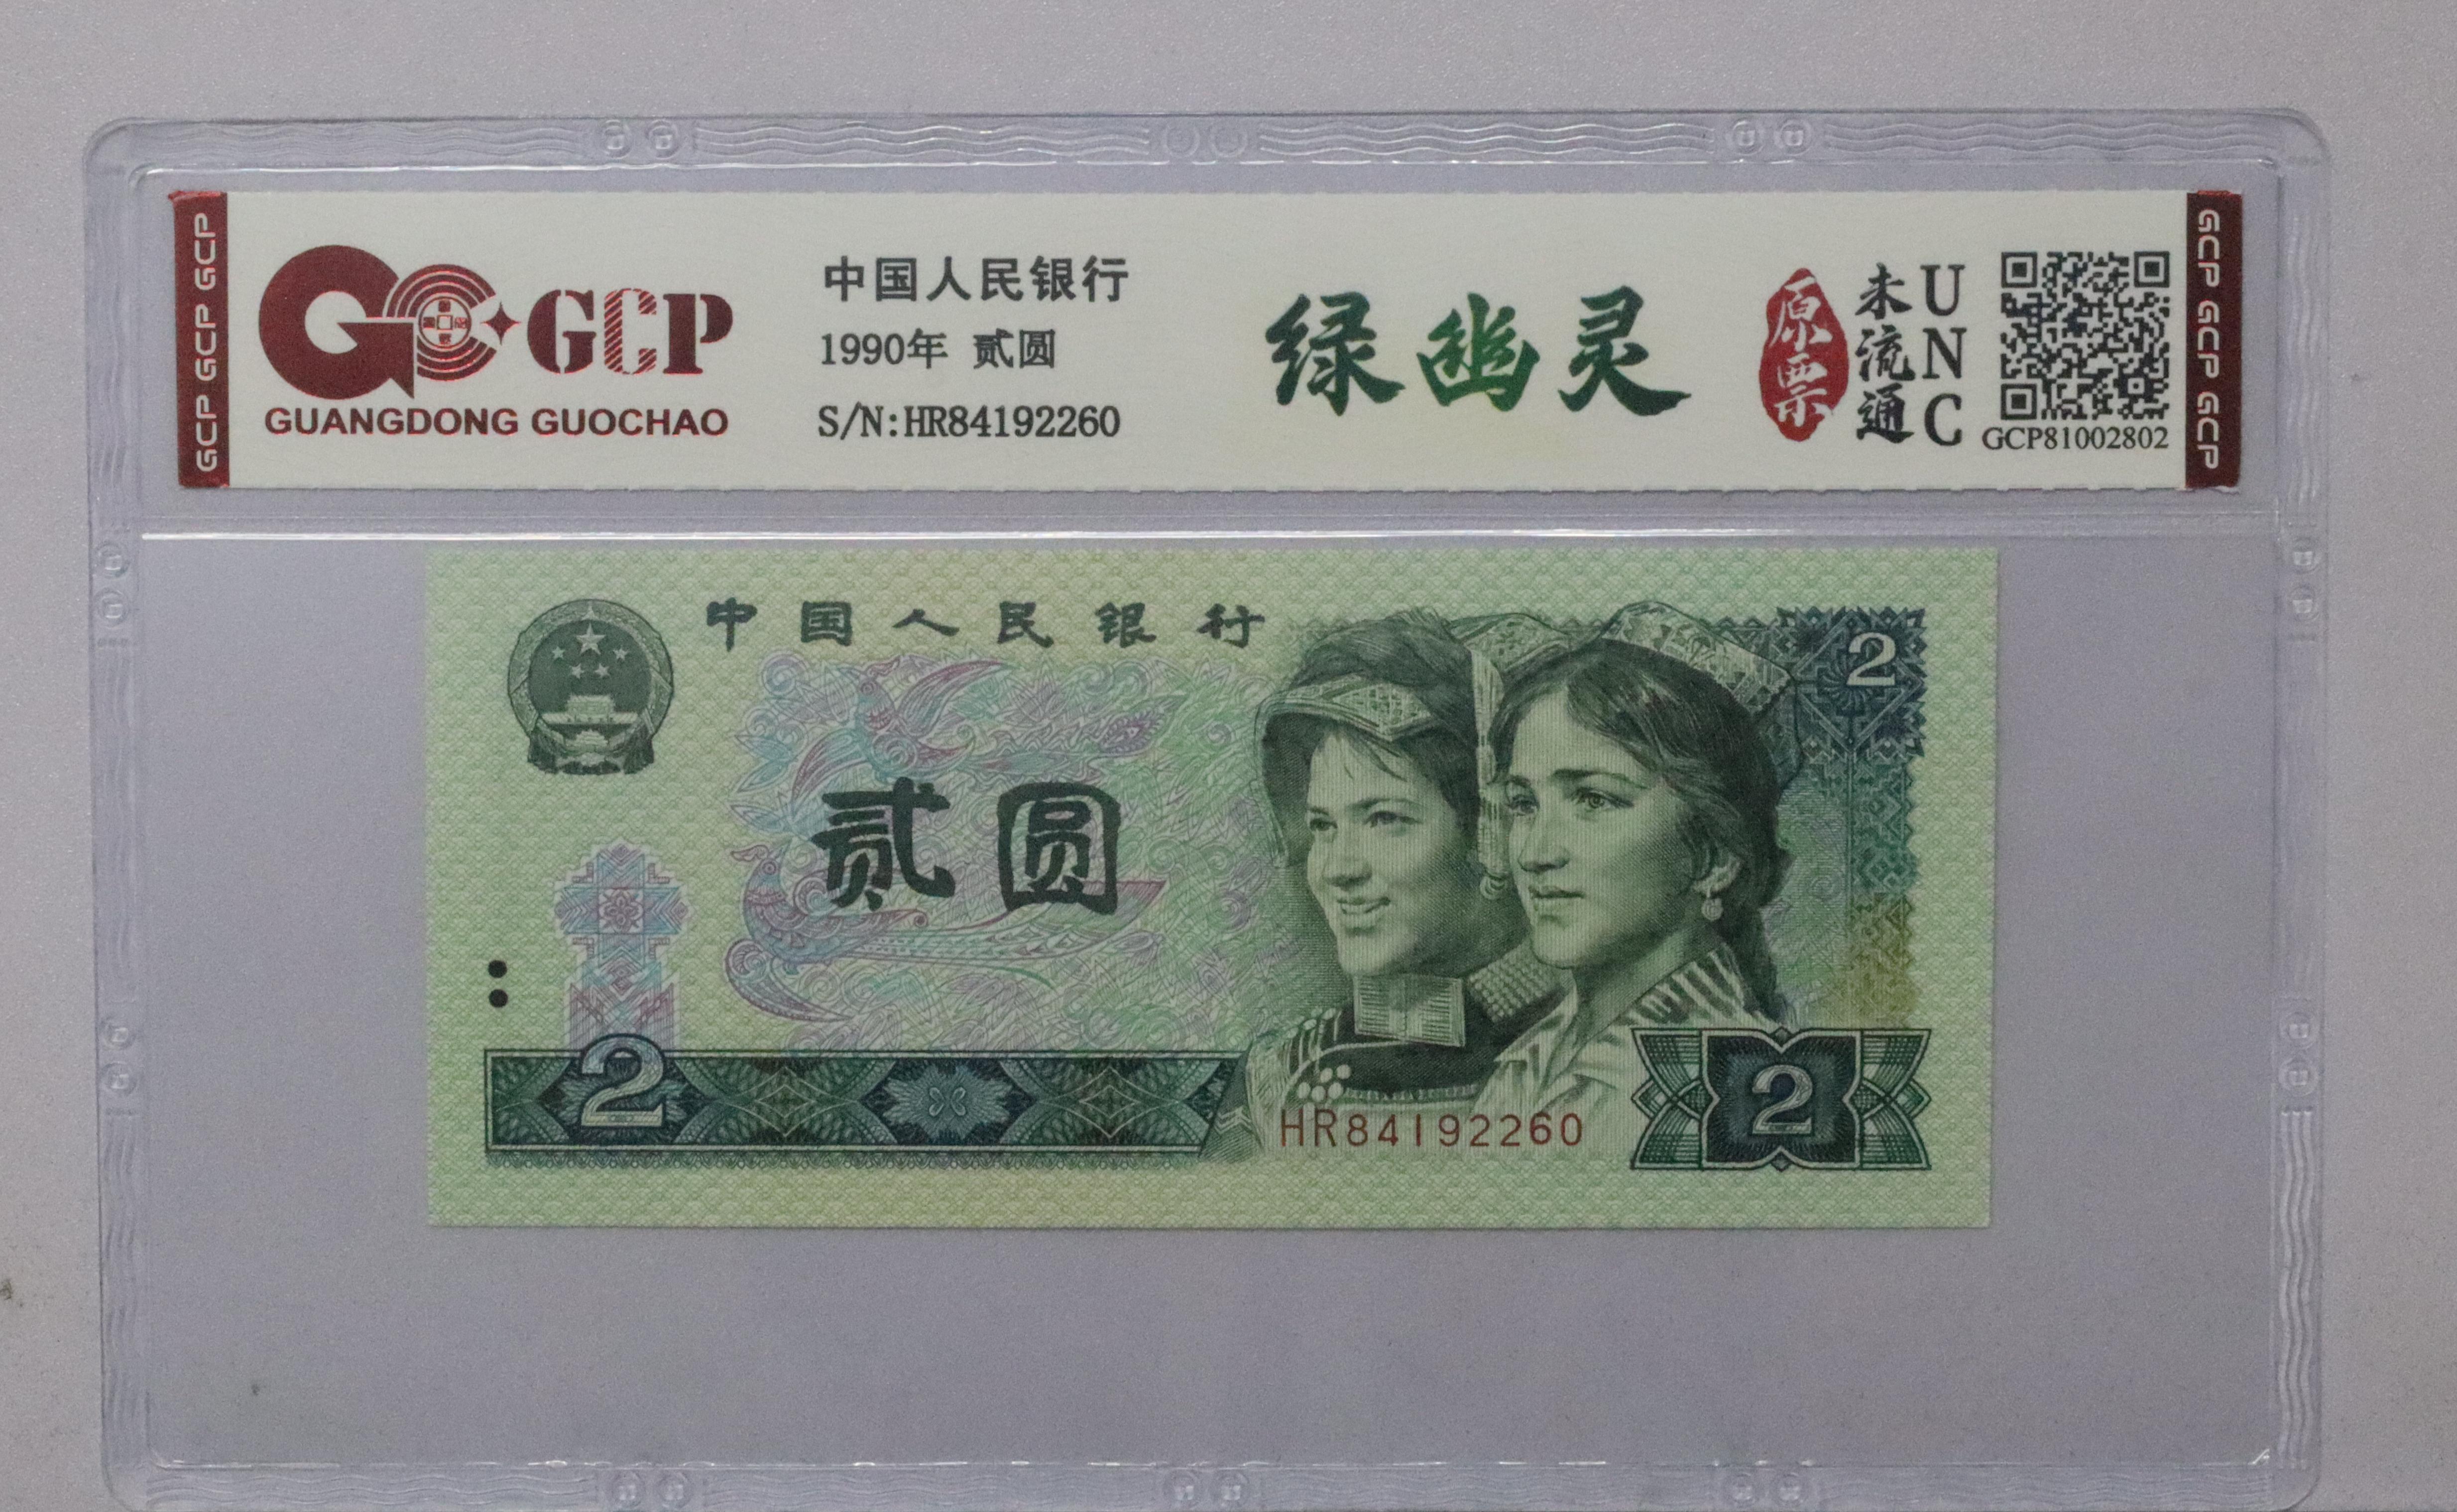 GCP GCP GCP
GCP
GUANGDONG GUOCHAO
中国人民银行
1990年 贰圆
S/N:HR84192260
绿幽灵
原票
未流通
UNC
GCP81002802
GCP GCP GCP
中国人民银行
2
贰圆
2
HR84192260
2